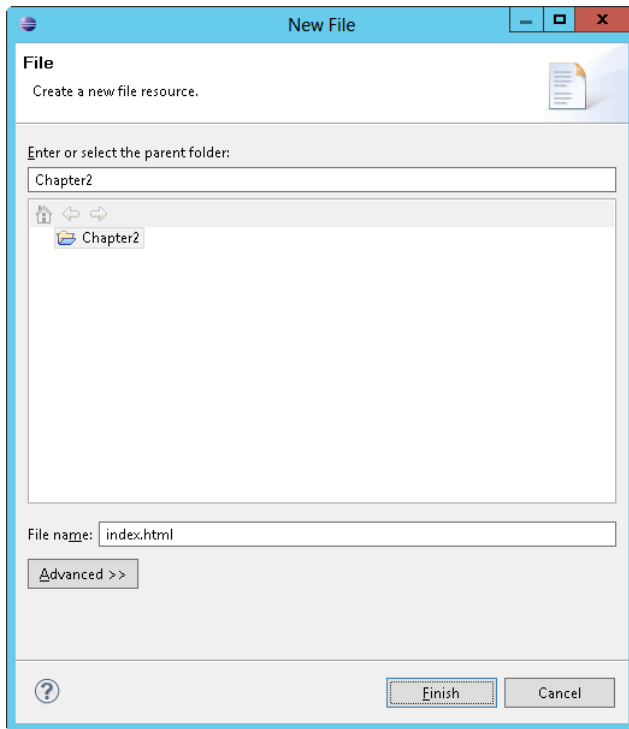 New File
File
Create a new file resource.
Enter or select the parent folder:
Chapter2
Chapter2
File name: index.html
Advanced >>
Finish Cancel